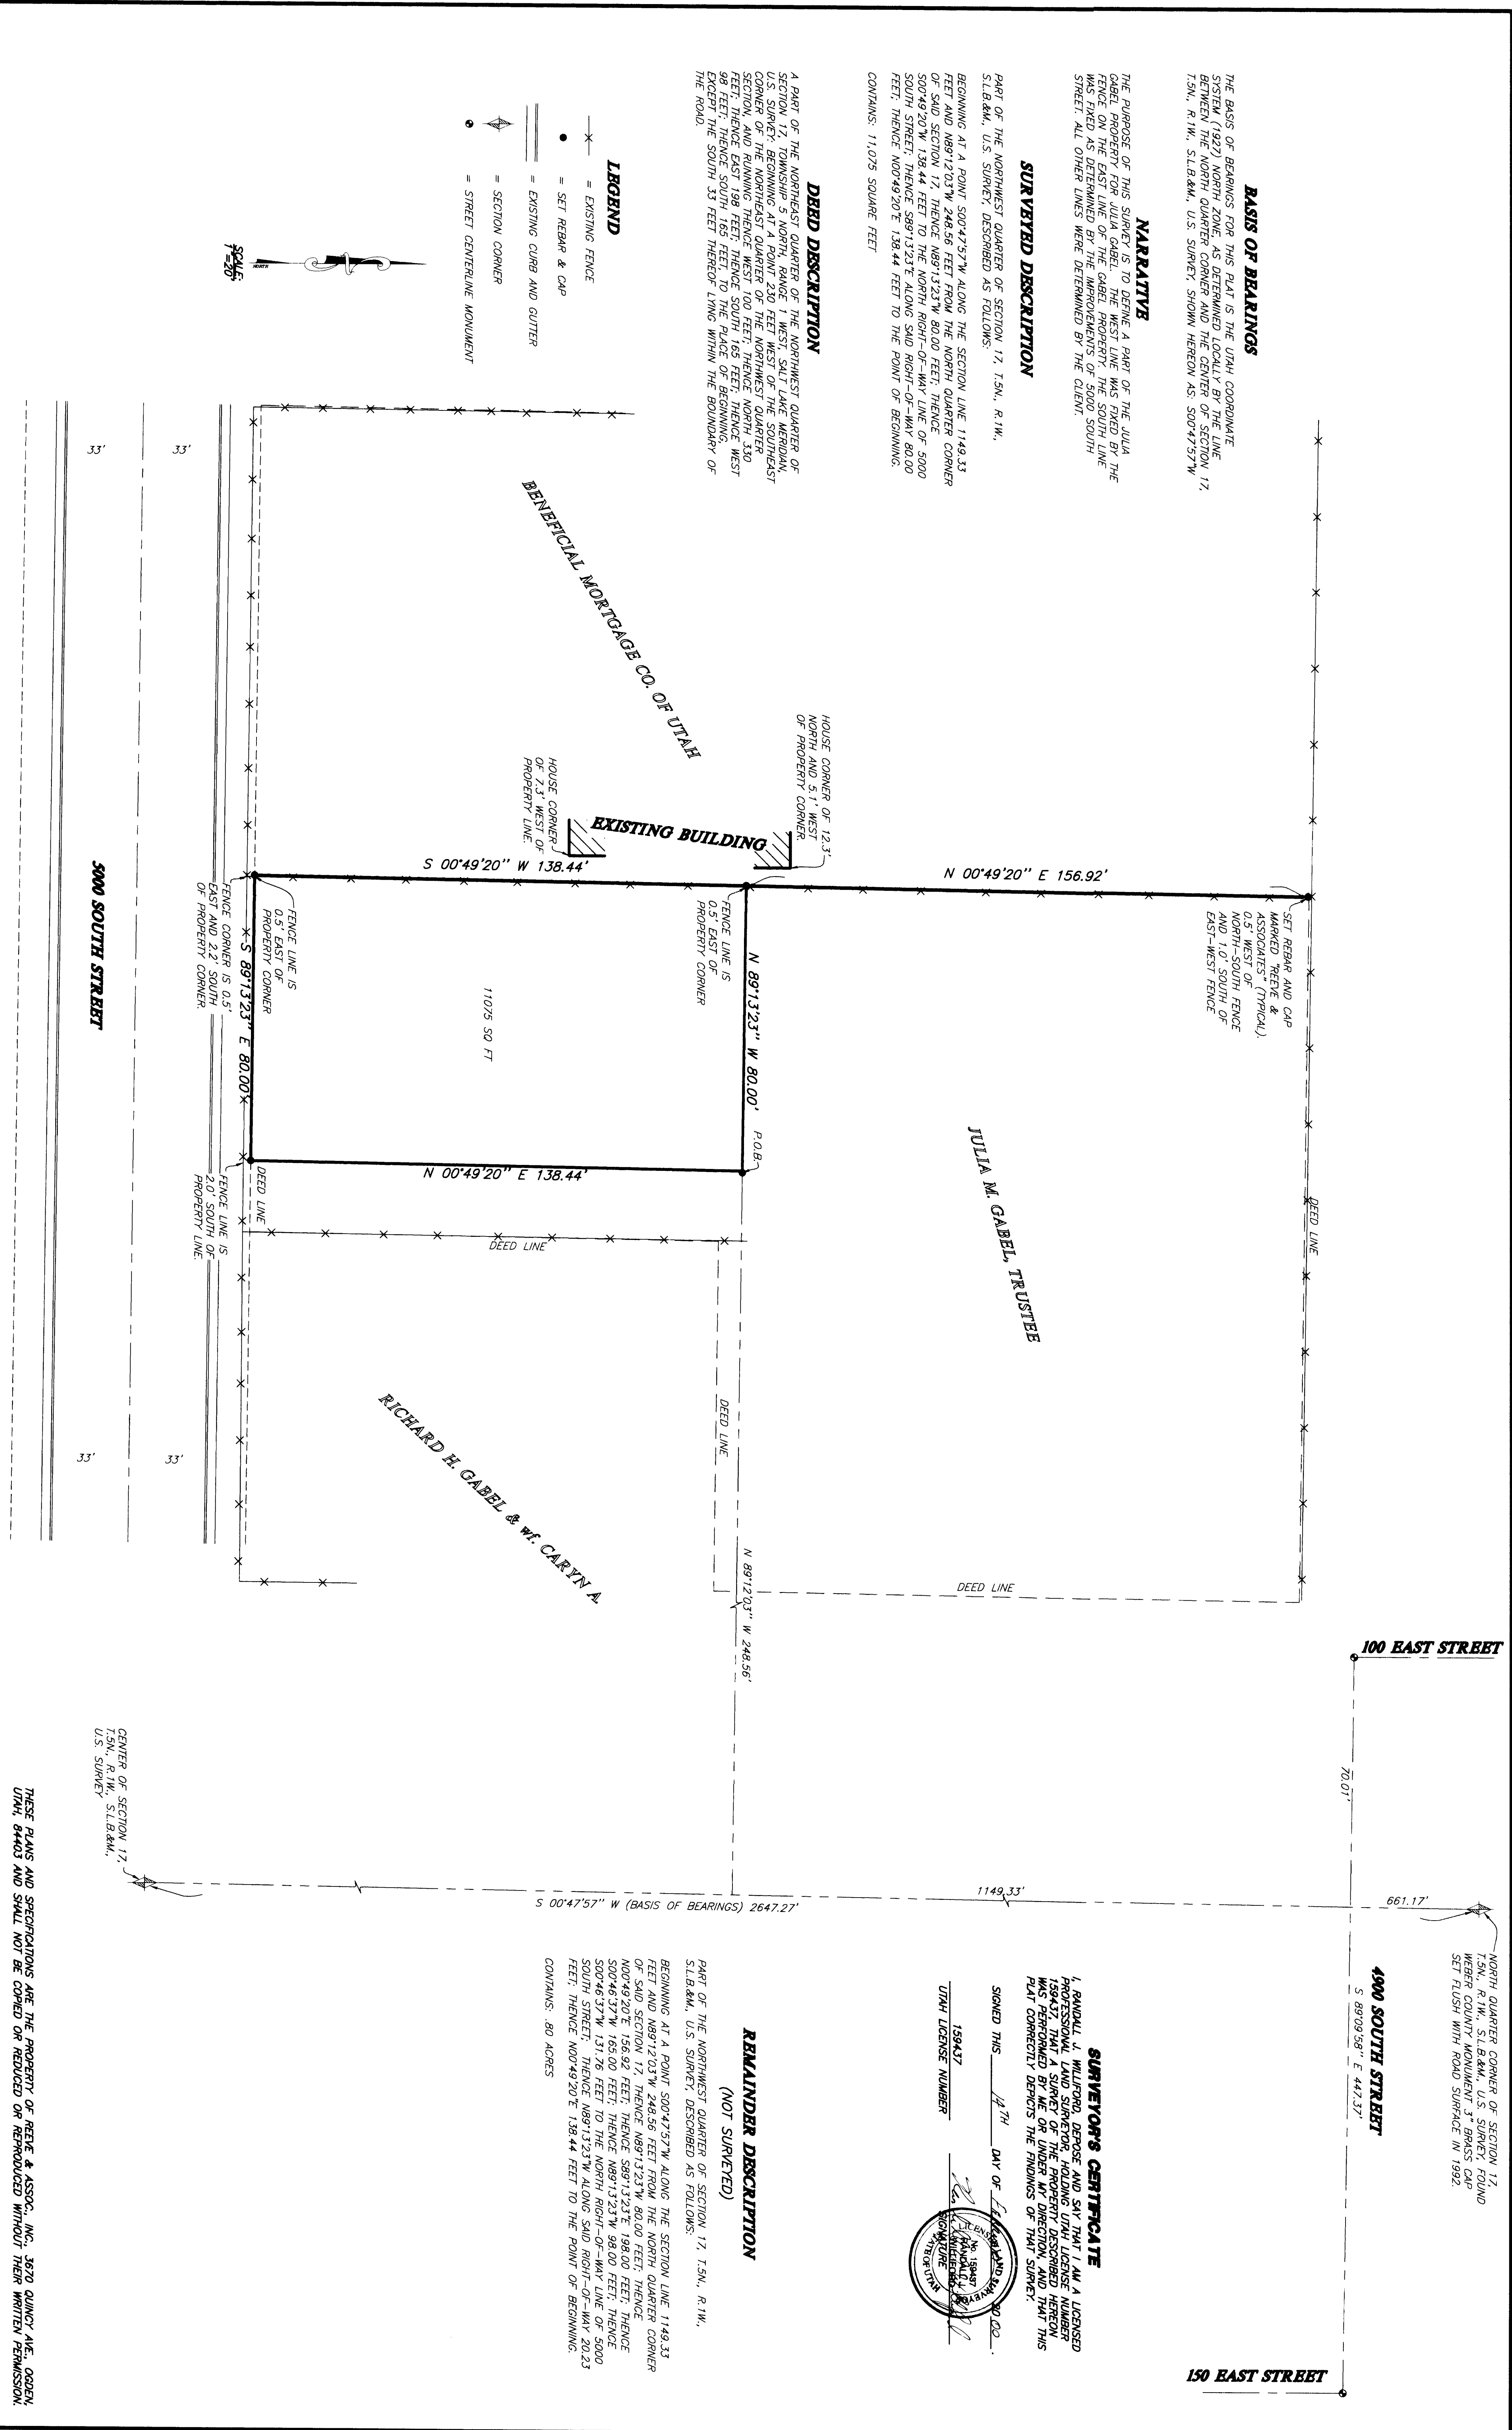 BASIS OF BEARINGS
THE BASIS OF BEARINGS FOR THIS PLAT IS THE UTAH COORDINATE
SYSTEM (1927) NORTH ZONE, AS DETERMINED LOCALLY BY THE LINE
BETWEEN THE NORTH QUARTER CORNER AND THE CENTER OF SECTION 17,
T.5N., R.1W., S.L.B.&M., U.S. SURVEY, SHOWN HEREON AS: S00°47'57"W
NARRATIVE
THE PURPOSE OF THIS SURVEY IS TO DEFINE A PART OF THE JULIA
GABEL PROPERTY FOR JULIA GABEL. THE WEST LINE WAS FIXED BY THE
FENCE ON THE EAST LINE OF THE GABEL PROPERTY. THE SOUTH LINE
WAS FIXED AS DETERMINED BY THE IMPROVEMENTS OF 5000 SOUTH
STREET. ALL OTHER LINES WERE DETERMINED BY THE CLIENT.
SURVEYED DESCRIPTION
PART OF THE NORTHWEST QUARTER OF SECTION 17, T.5N., R.1W.,
S.L.B.&M., U.S. SURVEY, DESCRIBED AS FOLLOWS:
BEGINNING AT A POINT S00°47'57"W ALONG THE SECTION LINE 1149.33
FEET AND N89°12'03"W 248.56 FEET FROM THE NORTH QUARTER CORNER
OF SAID SECTION 17, THENCE N89°13'23"W 80.00 FEET; THENCE
S00°49'20"W 138.44 FEET TO THE NORTH RIGHT-OF-WAY LINE OF 5000
SOUTH STREET; THENCE S89°13'23"E ALONG SAID RIGHT-OF-WAY 80.00
FEET; THENCE N00°49'20"E 138.44 FEET TO THE POINT OF BEGINNING.
CONTAINS: 11,075 SQUARE FEET
DEED DESCRIPTION
A PART OF THE NORTHEAST QUARTER OF THE NORTHWEST QUARTER OF
SECTION 17, TOWNSHIP 5 NORTH, RANGE 1 WEST, SALT LAKE MERIDIAN,
U.S. SURVEY: BEGINNING AT A POINT 230 FEET WEST OF THE SOUTHEAST
CORNER OF THE NORTHEAST QUARTER OF THE NORTHWEST QUARTER
SECTION, AND RUNNING THENCE WEST 100 FEET; THENCE NORTH 330
FEET; THENCE EAST 198 FEET; THENCE SOUTH 165 FEET; THENCE WEST
98 FEET; THENCE SOUTH 165 FEET, TO THE PLACE OF BEGINNING,
EXCEPT THE SOUTH 33 FEET THEREOF LYING WITHIN THE BOUNDARY OF
THE ROAD.
LEGEND
= EXISTING FENCE
= SET REBAR & CAP
= EXISTING CURB AND GUTTER
= SECTION CORNER
= STREET CENTERLINE MONUMENT
NORTH
SCALE:
1"=20'
33'
33'
BENEFICIAL MORTGAGE CO. OF UTAH
HOUSE CORNER OF 12.3'
NORTH AND 5.1' WEST
OF PROPERTY CORNER.
HOUSE CORNER
OF 7.3' WEST OF
PROPERTY LINE.
EXISTING BUILDING
S 00°49'20" W 138.44'
N 00°49'20" E 156.92'
SET REBAR AND CAP
MARKED "REEVE &
ASSOCIATES" (TYPICAL).
0.5' WEST OF
NORTH-SOUTH FENCE
AND 1.0' SOUTH OF
EAST-WEST FENCE
FENCE LINE IS
0.5' EAST OF
PROPERTY CORNER
N 89°13'23" W 80.00'
P.O.B.
11075 SQ FT
FENCE LINE IS
0.5' EAST OF
PROPERTY CORNER
S 89°13'23" E 80.00'
FENCE CORNER IS 0.5'
EAST AND 2.2' SOUTH
OF PROPERTY CORNER.
5000 SOUTH STREET
N 00°49'20" E 138.44'
DEED LINE
DEED LINE
FENCE LINE IS
2.0' SOUTH OF
PROPERTY LINE.
DEED LINE
JULIA M. GABEL, TRUSTEE
DEED LINE
RICHARD H. GABEL & wf. CARYN A.
33'
33'
DEED LINE
N 89°12'03" W 248.56'
100 EAST STREET
70.01'
CENTER OF SECTION 17,
T.5N., R.1W., S.L.B.&M.,
U.S. SURVEY
S 00°47'57" W (BASIS OF BEARINGS) 2647.27'
1149.33'
661.17'
NORTH QUARTER CORNER OF SECTION 17,
T.5N., R.1W., S.L.B.&M., U.S. SURVEY, FOUND
WEBER COUNTY MONUMENT 3" BRASS CAP
SET FLUSH WITH ROAD SURFACE IN 1992.
4900 SOUTH STREET
S 89°09'58" E 447.37'
150 EAST STREET
SURVEYOR'S CERTIFICATE
I, RANDALL J. WILLIFORD, DEPOSE AND SAY THAT I AM A LICENSED
PROFESSIONAL LAND SURVEYOR, HOLDING UTAH LICENSE NUMBER
159437, THAT A SURVEY OF THE PROPERTY DESCRIBED HEREON
WAS PERFORMED BY ME OR UNDER MY DIRECTION, AND THAT THIS
PLAT CORRECTLY DEPICTS THE FINDINGS OF THAT SURVEY.
SIGNED THIS 14TH DAY OF 2000.
159437
UTAH LICENSE NUMBER
SIGNATURE
LICENSED LAND SURVEYOR
No. 159437
RANDALL J.
WILLIFORD
STATE OF UTAH
REMAINDER DESCRIPTION
(NOT SURVEYED)
PART OF THE NORTHWEST QUARTER OF SECTION 17, T.5N., R.1W.,
S.L.B.&M., U.S. SURVEY, DESCRIBED AS FOLLOWS:
BEGINNING AT A POINT S00°47'57"W ALONG THE SECTION LINE 1149.33
FEET AND N89°12'03"W 248.56 FEET FROM THE NORTH QUARTER CORNER
OF SAID SECTION 17, THENCE N89°13'23"W 80.00 FEET; THENCE
N00°49'20"E 156.92 FEET; THENCE S89°13'23"E 198.00 FEET; THENCE
S00°46'37"W 165.00 FEET; THENCE N89°13'23"W 98.00 FEET; THENCE
S00°46'37"W 131.76 FEET TO THE NORTH RIGHT-OF-WAY LINE OF 5000
SOUTH STREET; THENCE N89°13'23"W ALONG SAID RIGHT-OF-WAY 20.23
FEET; THENCE N00°49'20"E 138.44 FEET TO THE POINT OF BEGINNING.
CONTAINS: .80 ACRES
THESE PLANS AND SPECIFICATIONS ARE THE PROPERTY OF REEVE & ASSOC., INC., 3670 QUINCY AVE., OGDEN,
UTAH, 84403 AND SHALL NOT BE COPIED OR REDUCED OR REPRODUCED WITHOUT THEIR WRITTEN PERMISSION.